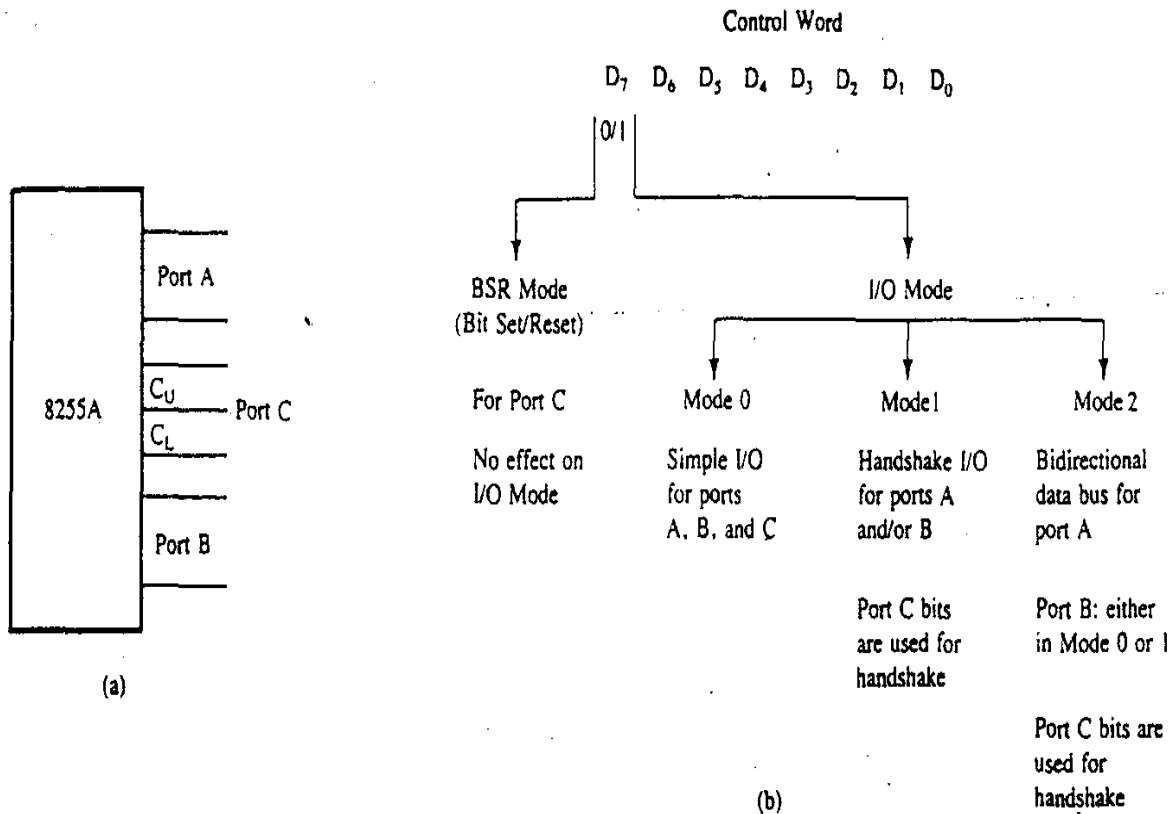 Control Word
D₇ D₆ D₅ D₄ D₃ D₂ D₁ D₀
0/1
Port A
8255A
C_U
C_L
Port C
Port B
(a)
BSR Mode
(Bit Set/Reset)
I/O Mode
For Port C
No effect on
I/O Mode
Mode 0
Simple I/O
for ports
A, B, and C
Mode 1
Handshake I/O
for ports A
and/or B
Port C bits
are used for
handshake
Mode 2
Bidirectional
data bus for
port A
Port B: either
in Mode 0 or 1
Port C bits are
used for
handshake
(b)